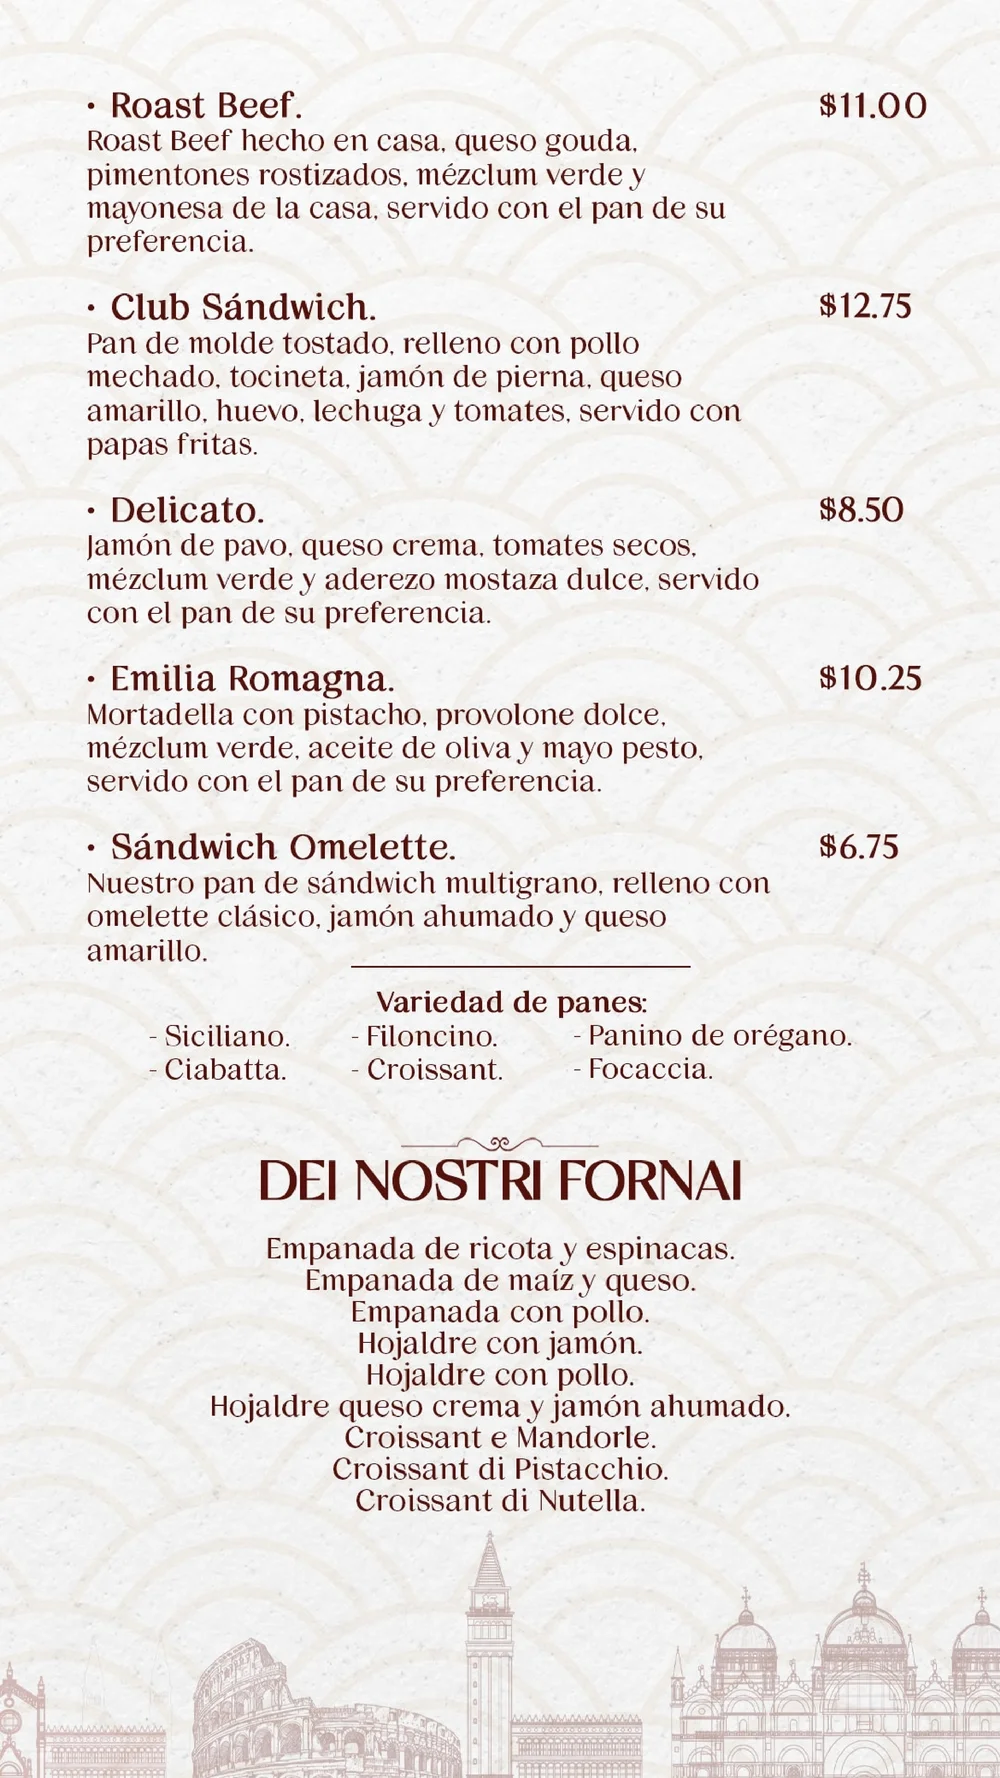 · Roast Beef. $11.00
Roast Beef hecho en casa, queso gouda,
pimentones rostizados, mézclum verde y
mayonesa de la casa, servido con el pan de su
preferencia.
· Club Sándwich. $12.75
Pan de molde tostado, relleno con pollo
mechado, tocineta, jamón de pierna, queso
amarillo, huevo, lechuga y tomates, servido con
papas fritas.
· Delicato. $8.50
Jamón de pavo, queso crema, tomates secos,
mézclum verde y aderezo mostaza dulce, servido
con el pan de su preferencia.
· Emilia Romagna. $10.25
Mortadella con pistacho, provolone dolce,
mézclum verde, aceite de oliva y mayo pesto,
servido con el pan de su preferencia.
· Sándwich Omelette. $6.75
Nuestro pan de sándwich multigrano, relleno con
omelette clásico, jamón ahumado y queso
amarillo.
Variedad de panes:
- Siciliano. - Filoncino. - Panino de orégano.
- Ciabatta. - Croissant. - Focaccia.
DEI NOSTRI FORNAI
Empanada de ricota y espinacas.
Empanada de maíz y queso.
Empanada con pollo.
Hojaldre con jamón.
Hojaldre con pollo.
Hojaldre queso crema y jamón ahumado.
Croissant e Mandorle.
Croissant di Pistacchio.
Croissant di Nutella.